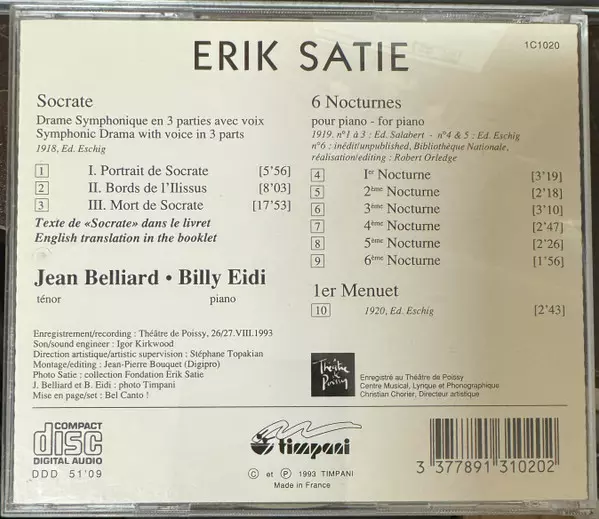 ERIK SATIE
1C1020
Socrate
Drame Symphonique en 3 parties avec voix
Symphonic Drama with voice in 3 parts
1918, Ed. Eschig
1 I. Portrait de Socrate [5'56]
2 II. Bords de l'Ilissus [8'03]
3 III. Mort de Socrate [17'53]
Texte de «Socrate» dans le livret
English translation in the booklet
Jean Belliard • Billy Eidi
ténor piano
Enregistrement/recording : Théâtre de Poissy, 26/27.VIII.1993
Son/sound engineer : Igor Kirkwood
Direction artistique/artistic supervision : Stéphane Topakian
Montage/editing : Jean-Pierre Bouquet (Digipro)
Photo Satie : collection Fondation Erik Satie
J. Belliard et B. Eidi : photo Timpani
Mise en page/set : Bel Canto !
6 Nocturnes
pour piano - for piano
1919, n°1 à 3 : Ed. Salabert - n°4 & 5 : Ed. Eschig
n°6 : inédit/unpublished, Bibliothèque Nationale,
réalisation/editing : Robert Orledge
4 Ier Nocturne [3'19]
5 2ème Nocturne [2'18]
6 3ème Nocturne [3'10]
7 4ème Nocturne [2'47]
8 5ème Nocturne [2'26]
9 6ème Nocturne [1'56]
1er Menuet
10 1920, Ed. Eschig [2'43]
Théâtre
de
Poissy
Enregistré au Théâtre de Poissy
Centre Musical, Lyrique et Phonographique
Christian Chorier, Directeur artistique
COMPACT
disc
DIGITAL AUDIO
DDD 51'09
timpani
© et ℗ 1993 TIMPANI
Made in France
3 377891 310202